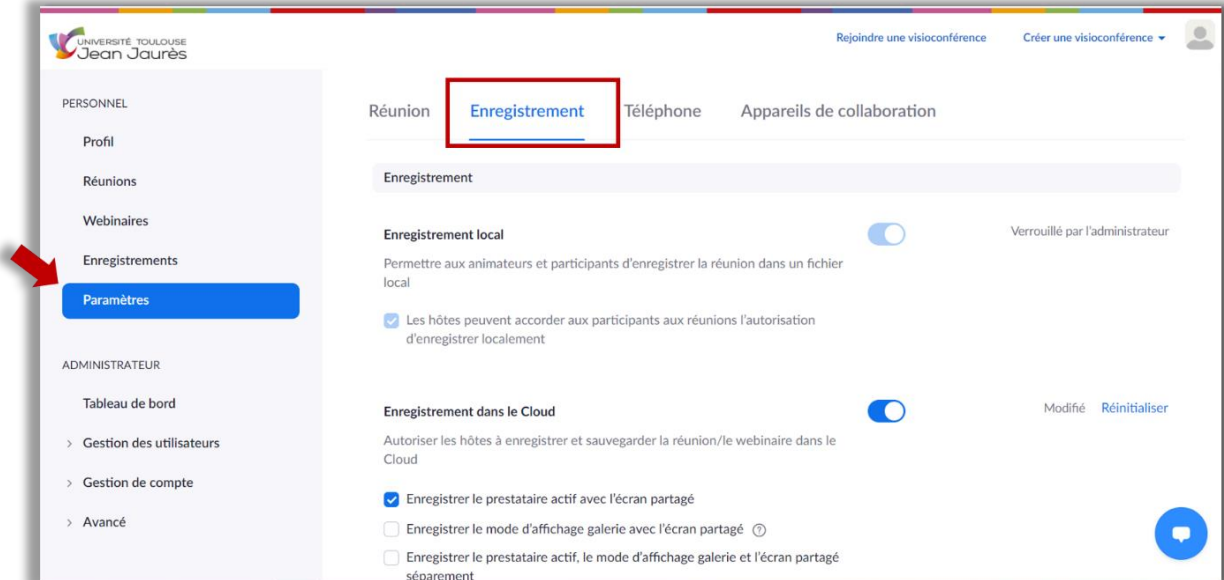 UNIVERSITÉ TOULOUSE
Jean Jaurès
Rejoindre une visioconférence
Créer une visioconférence
PERSONNEL
Profil
Réunions
Webinaires
Enregistrements
Paramètres
ADMINISTRATEUR
Tableau de bord
Gestion des utilisateurs
Gestion de compte
Avancé
Réunion
Enregistrement
Téléphone
Appareils de collaboration
Enregistrement
Enregistrement local
Verrouillé par l'administrateur
Permettre aux animateurs et participants d'enregistrer la réunion dans un fichier
local
Les hôtes peuvent accorder aux participants aux réunions l'autorisation
d'enregistrer localement
Enregistrement dans le Cloud
Modifié Réinitialiser
Autoriser les hôtes à enregistrer et sauvegarder la réunion/le webinaire dans le
Cloud
Enregistrer le prestataire actif avec l'écran partagé
Enregistrer le mode d'affichage galerie avec l'écran partagé ?
Enregistrer le prestataire actif, le mode d'affichage galerie et l'écran partagé
séparement